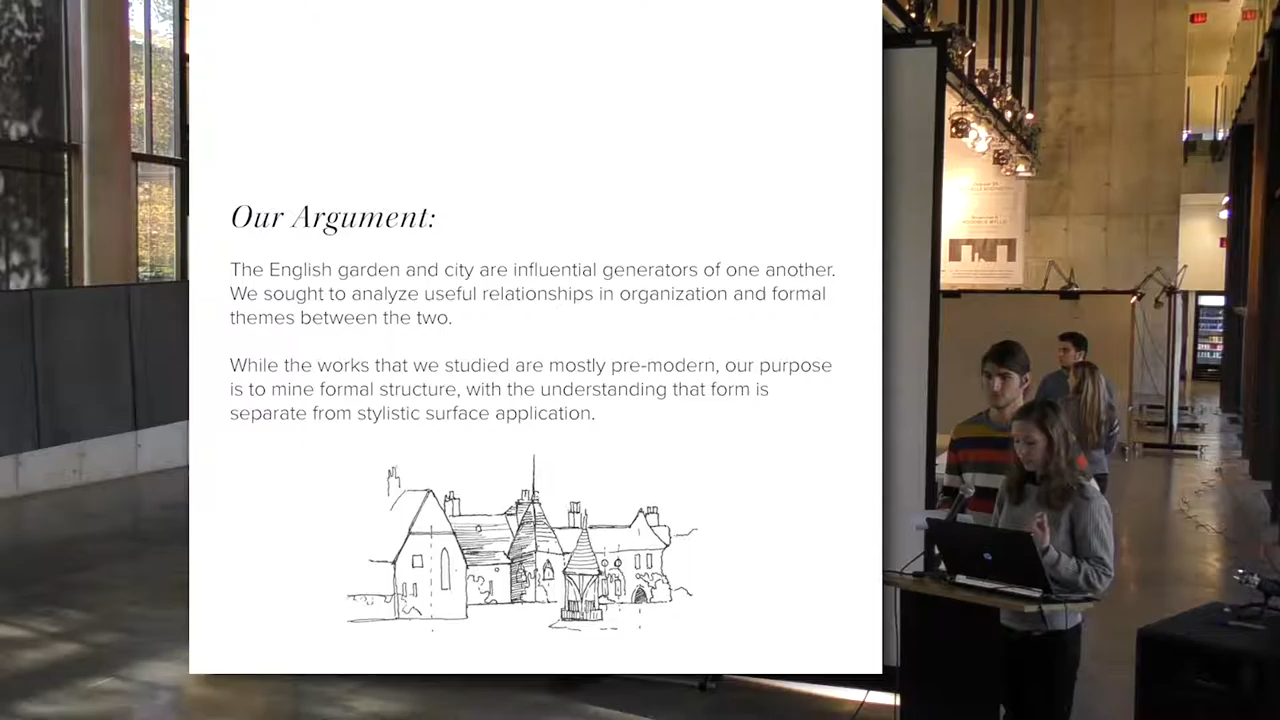 Our Argument:
The English garden and city are influential generators of one another.
We sought to analyze useful relationships in organization and formal
themes between the two.
While the works that we studied are mostly pre-modern, our purpose
is to mine formal structure, with the understanding that form is
separate from stylistic surface application.